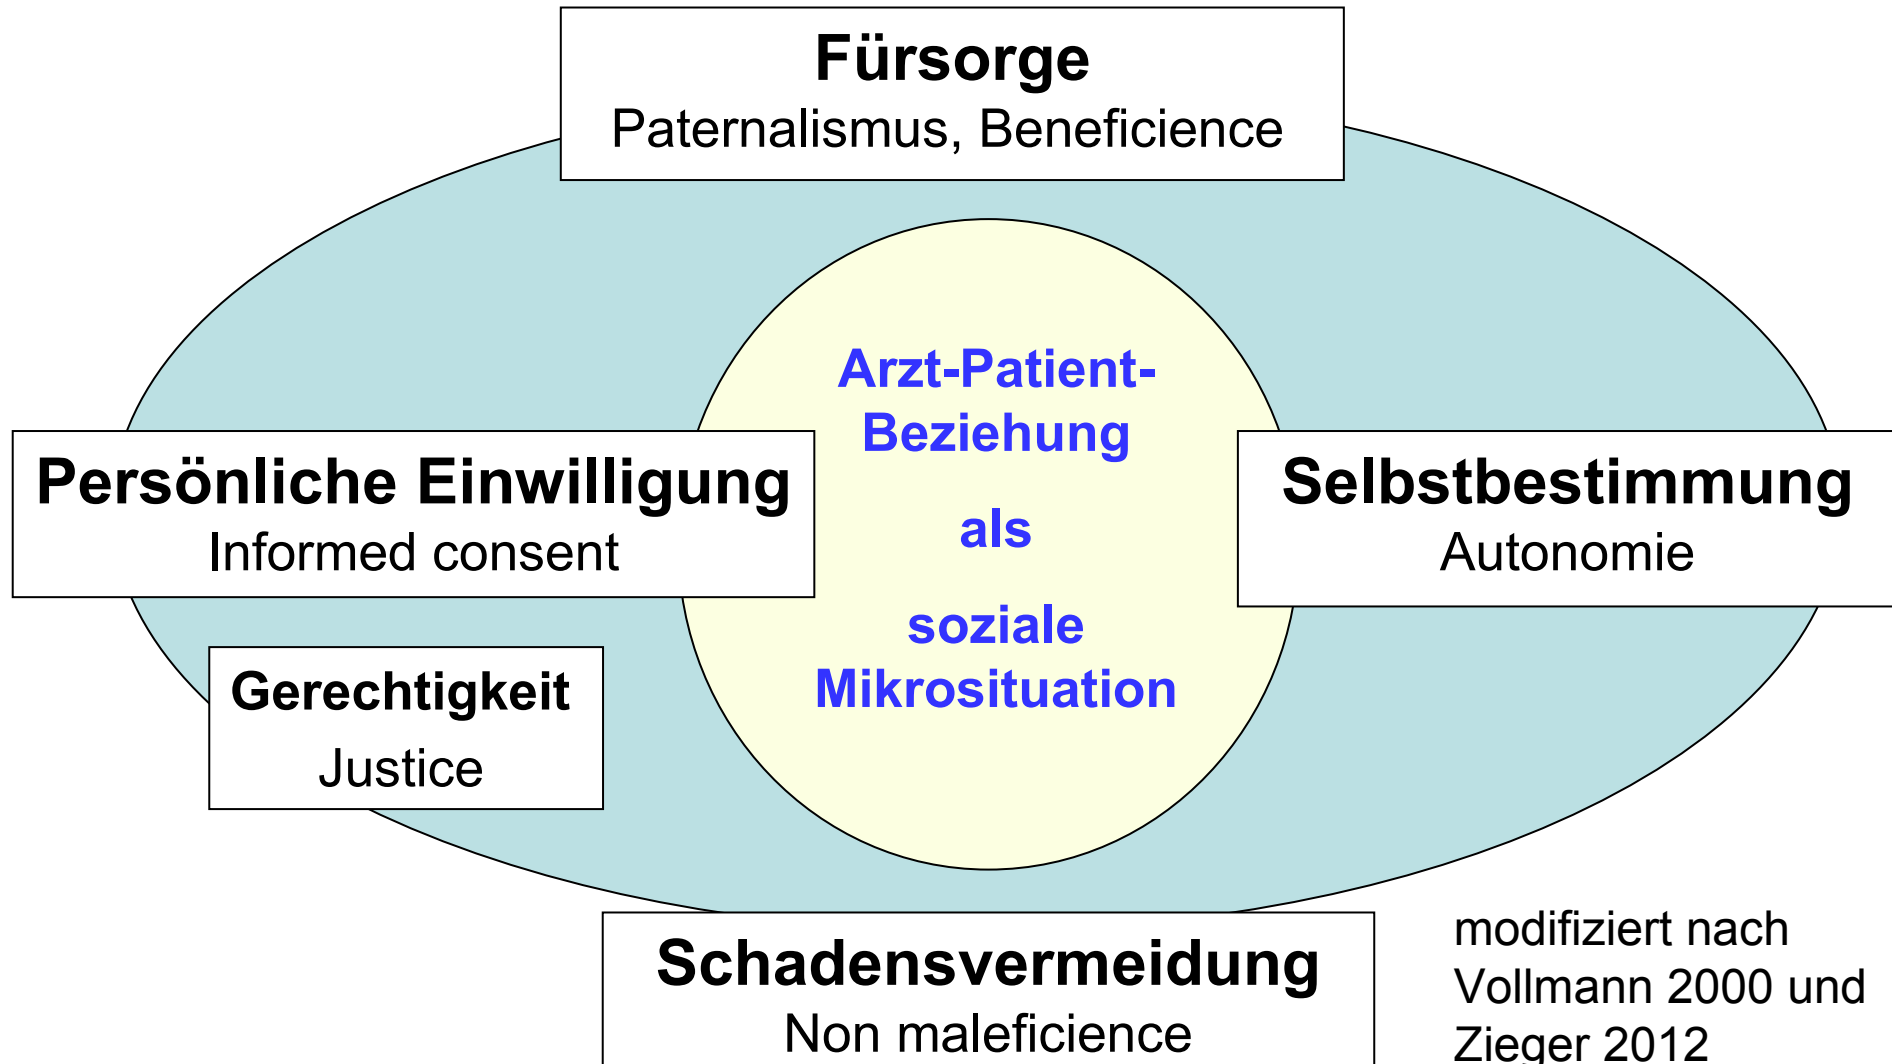 Fürsorge
Paternalismus, Beneficience
Arzt-Patient-
Beziehung
als
soziale
Mikrosituation
Persönliche Einwilligung
Informed consent
Selbstbestimmung
Autonomie
Gerechtigkeit
Justice
Schadensvermeidung
Non maleficience
modifiziert nach
Vollmann 2000 und
Zieger 2012